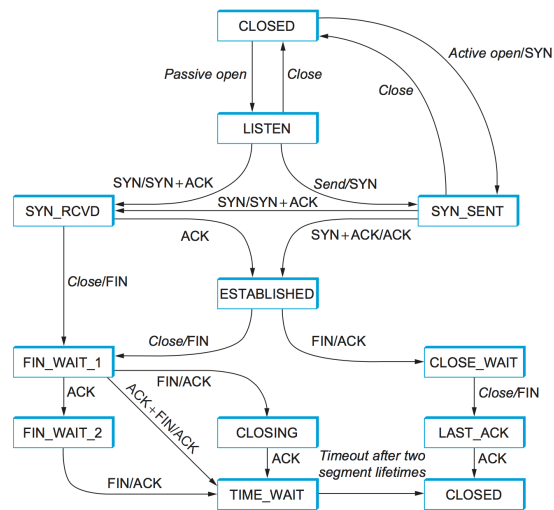 CLOSED
Active open/SYN
Passive open
Close
Close
LISTEN
SYN/SYN+ACK
Send/SYN
SYN/SYN+ACK
SYN_RCVD
SYN_SENT
ACK
SYN+ACK/ACK
Close/FIN
ESTABLISHED
Close/FIN
FIN/ACK
FIN_WAIT_1
CLOSE_WAIT
FIN/ACK
ACK
ACK+FIN/ACK
Close/FIN
FIN_WAIT_2
CLOSING
LAST_ACK
ACK
Timeout after two
segment lifetimes
ACK
FIN/ACK
TIME_WAIT
CLOSED